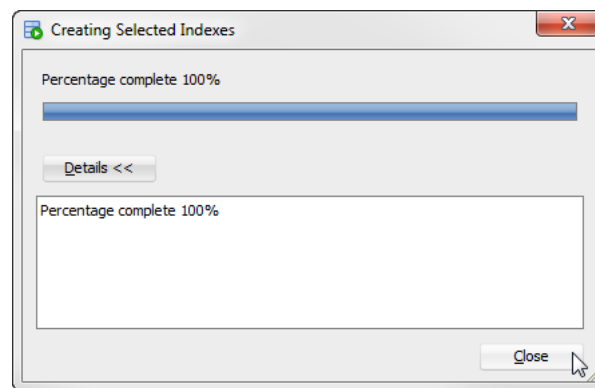 Creating Selected Indexes
Percentage complete 100%
Details <<
Percentage complete 100%
Close